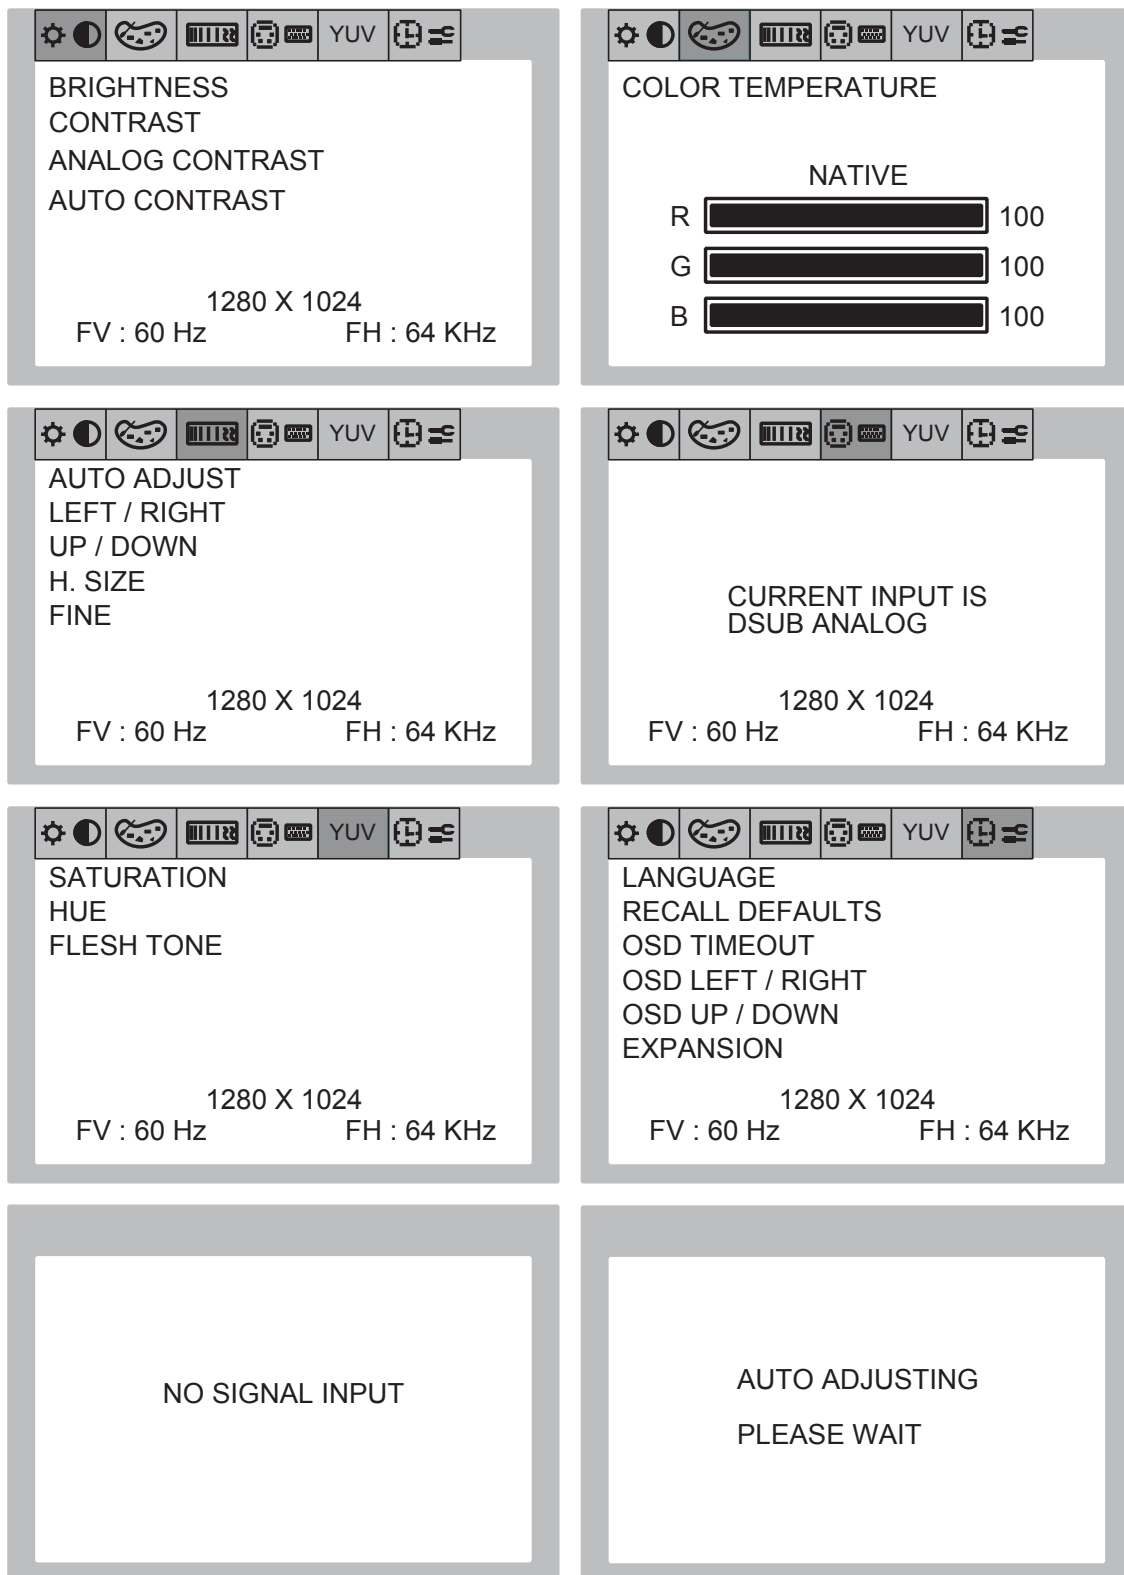 YUV
BRIGHTNESS
CONTRAST
ANALOG CONTRAST
AUTO CONTRAST
1280 X 1024
FV : 60 Hz FH : 64 KHz
YUV
COLOR TEMPERATURE
NATIVE
R 100
G 100
B 100
YUV
AUTO ADJUST
LEFT / RIGHT
UP / DOWN
H. SIZE
FINE
1280 X 1024
FV : 60 Hz FH : 64 KHz
YUV
CURRENT INPUT IS
DSUB ANALOG
1280 X 1024
FV : 60 Hz FH : 64 KHz
YUV
SATURATION
HUE
FLESH TONE
1280 X 1024
FV : 60 Hz FH : 64 KHz
YUV
LANGUAGE
RECALL DEFAULTS
OSD TIMEOUT
OSD LEFT / RIGHT
OSD UP / DOWN
EXPANSION
1280 X 1024
FV : 60 Hz FH : 64 KHz
NO SIGNAL INPUT
AUTO ADJUSTING
PLEASE WAIT